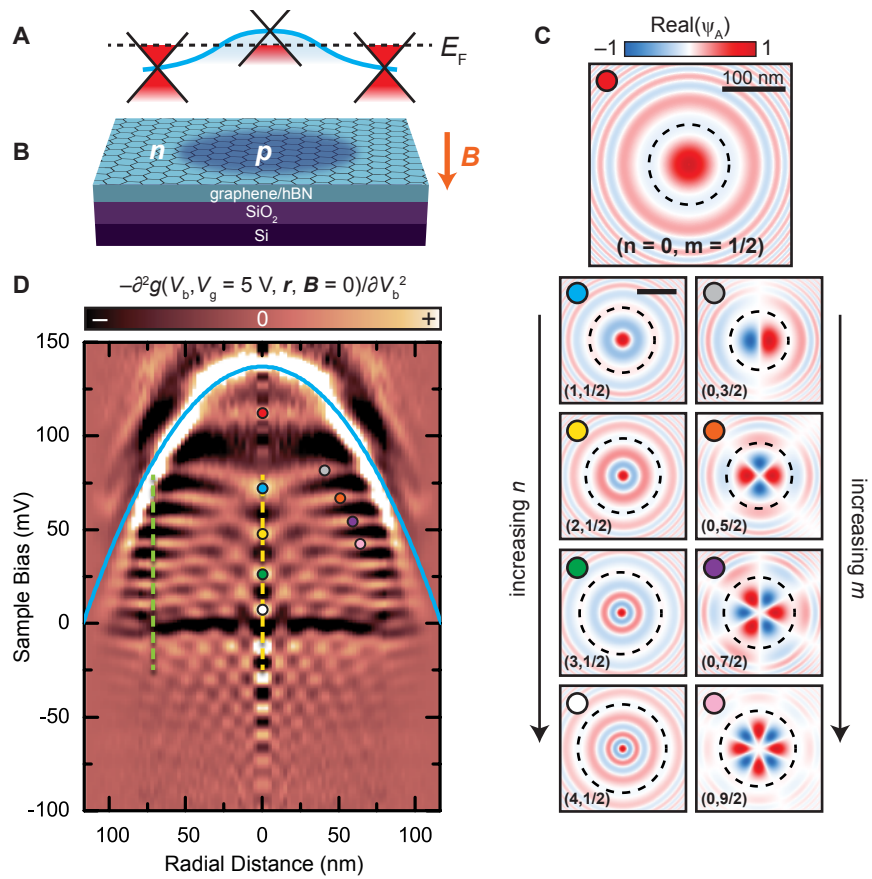 A
E_F
B
n
p
B
graphene/hBN
SiO₂
Si
C
Real(ψ_A)
–1
1
100 nm
(n = 0, m = 1/2)
increasing n
(1,1/2)
(0,3/2)
(2,1/2)
(0,5/2)
(3,1/2)
(0,7/2)
(4,1/2)
(0,9/2)
increasing m
D
–∂²g(V_b,V_g = 5 V, r, B = 0)/∂V_b²
–
0
+
150
100
50
0
-50
-100
Sample Bias (mV)
100
50
0
50
100
Radial Distance (nm)